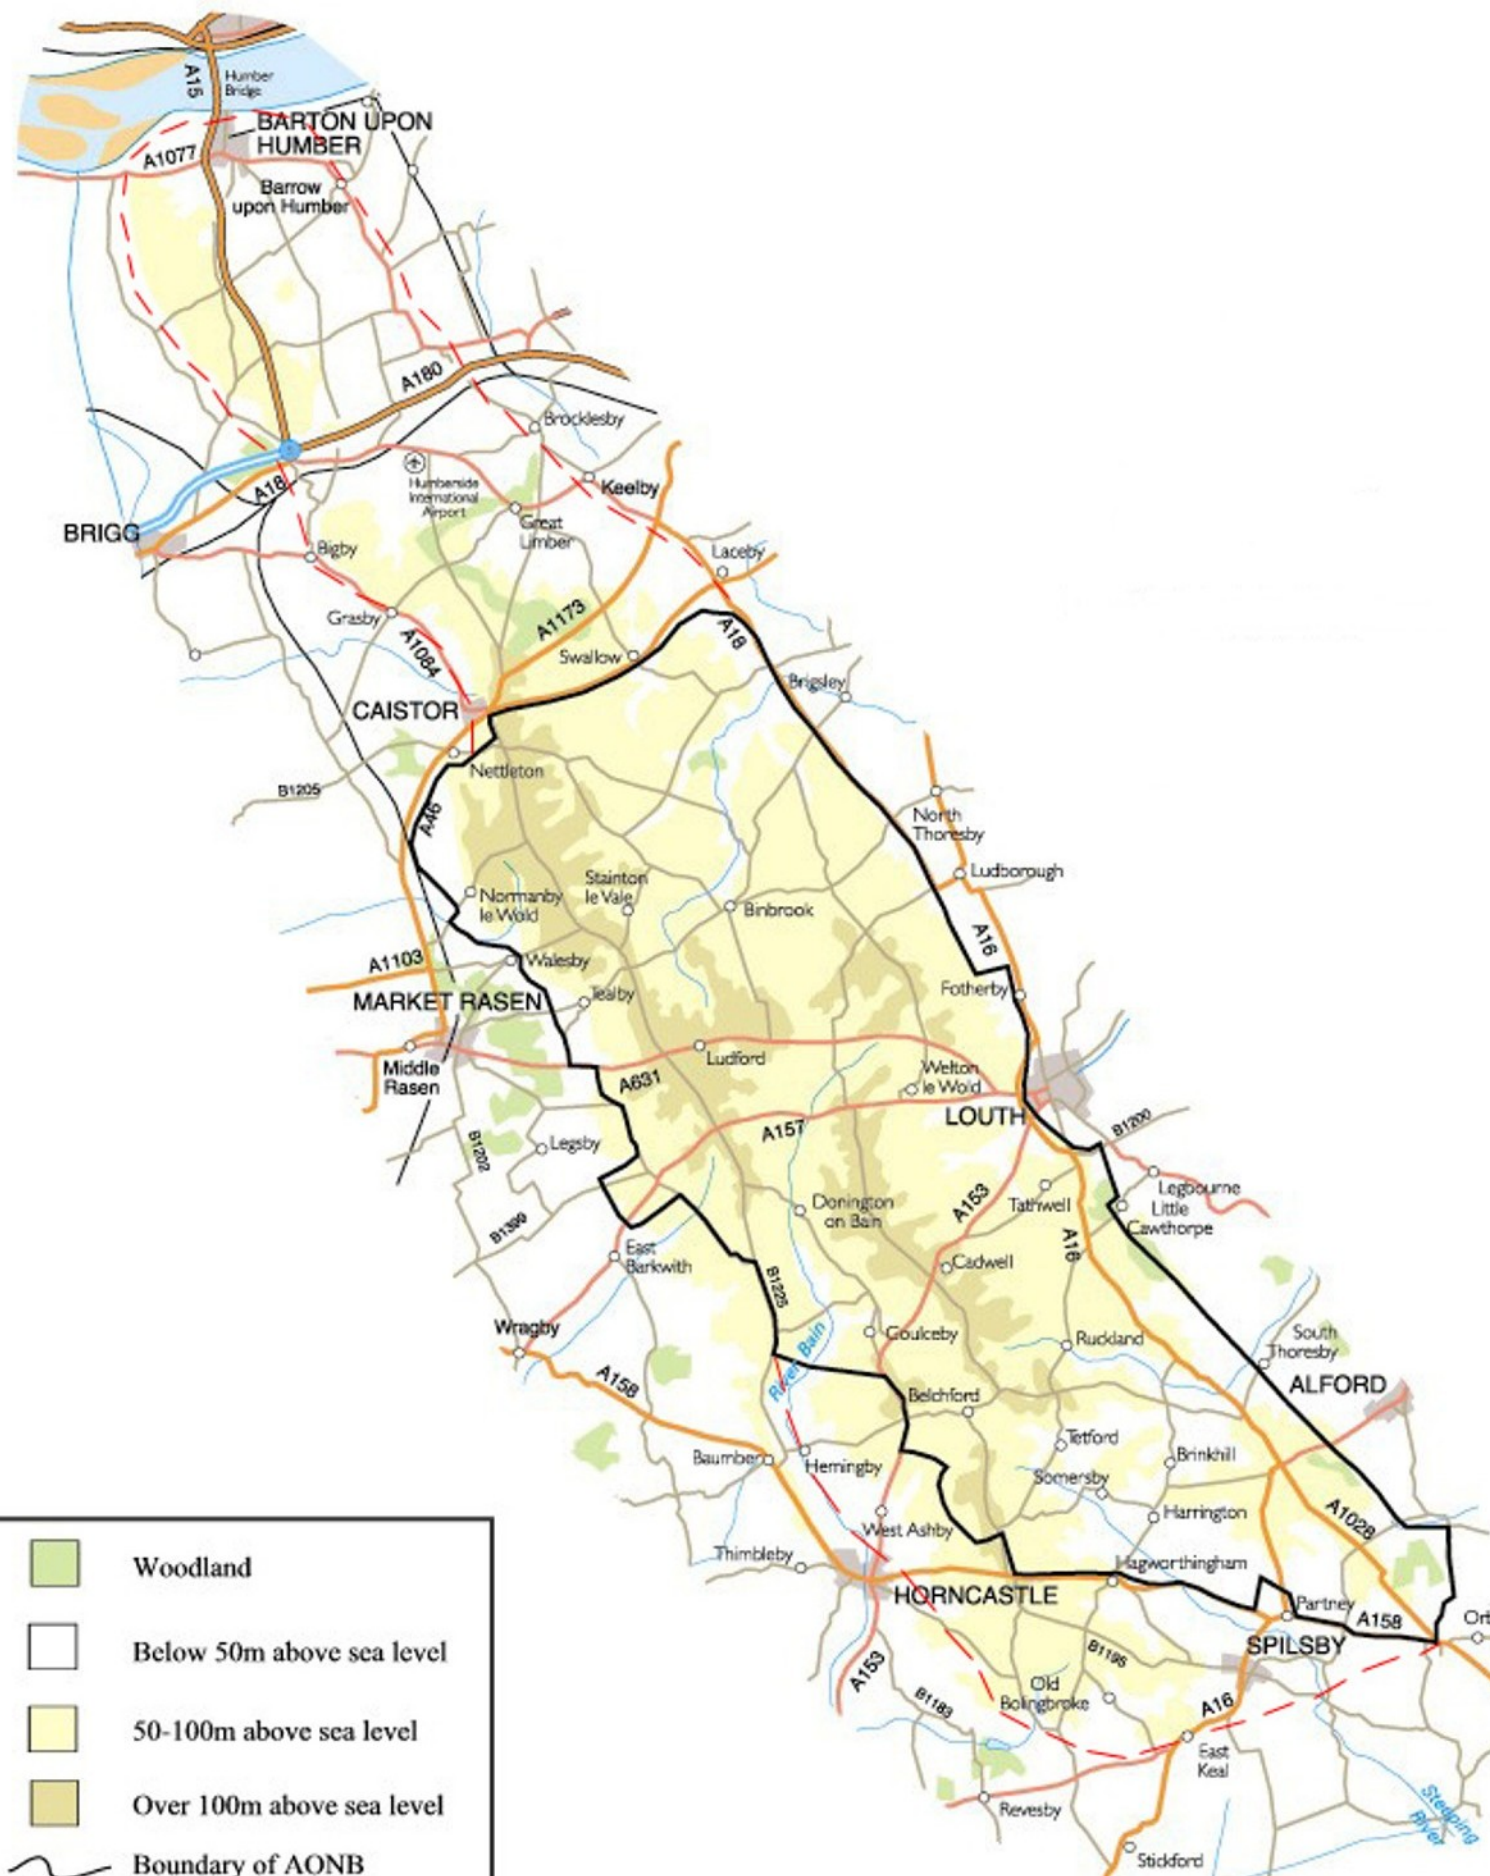 A15
Humber
Bridge
BARTON UPON
HUMBER
A1077
Barrow
upon Humber
A180
Brocklesby
Humberside
International
Airport
A18
Keelby
BRIGG
Great
Limber
Bigby
Laceby
Grasby
A1173
A1084
A18
Swallow
Brigsley
CAISTOR
Nettleton
B1205
A46
North
Thoresby
Ludborough
Normanby
le Wold
Stainton
le Vale
Binbrook
A16
A1103
Walesby
Fotherby
MARKET RASEN
Tealby
Middle
Rasen
Ludford
A631
Welton
le Wold
LOUTH
A157
B1200
B1202
Legsby
Legbourne
Little
Cawthorpe
Donington
on Bain
A153
Tathwell
A16
East
Barkwith
Cadwell
B1225
Wragby
Goulceby
Ruckland
South
Thoresby
River Bain
A158
ALFORD
Belchford
Tetford
Brinkhill
Baumber
Hemingby
Somersby
Harrington
A1028
West Ashby
Thimbleby
Hagworthingham
HORNCASTLE
Partney
A158
SPILSBY
A153
B1195
Old
Bolingbroke
B1183
A16
East
Keal
Revesby
Steeping
River
Stickford
Woodland
Below 50m above sea level
50-100m above sea level
Over 100m above sea level
Boundary of AONB